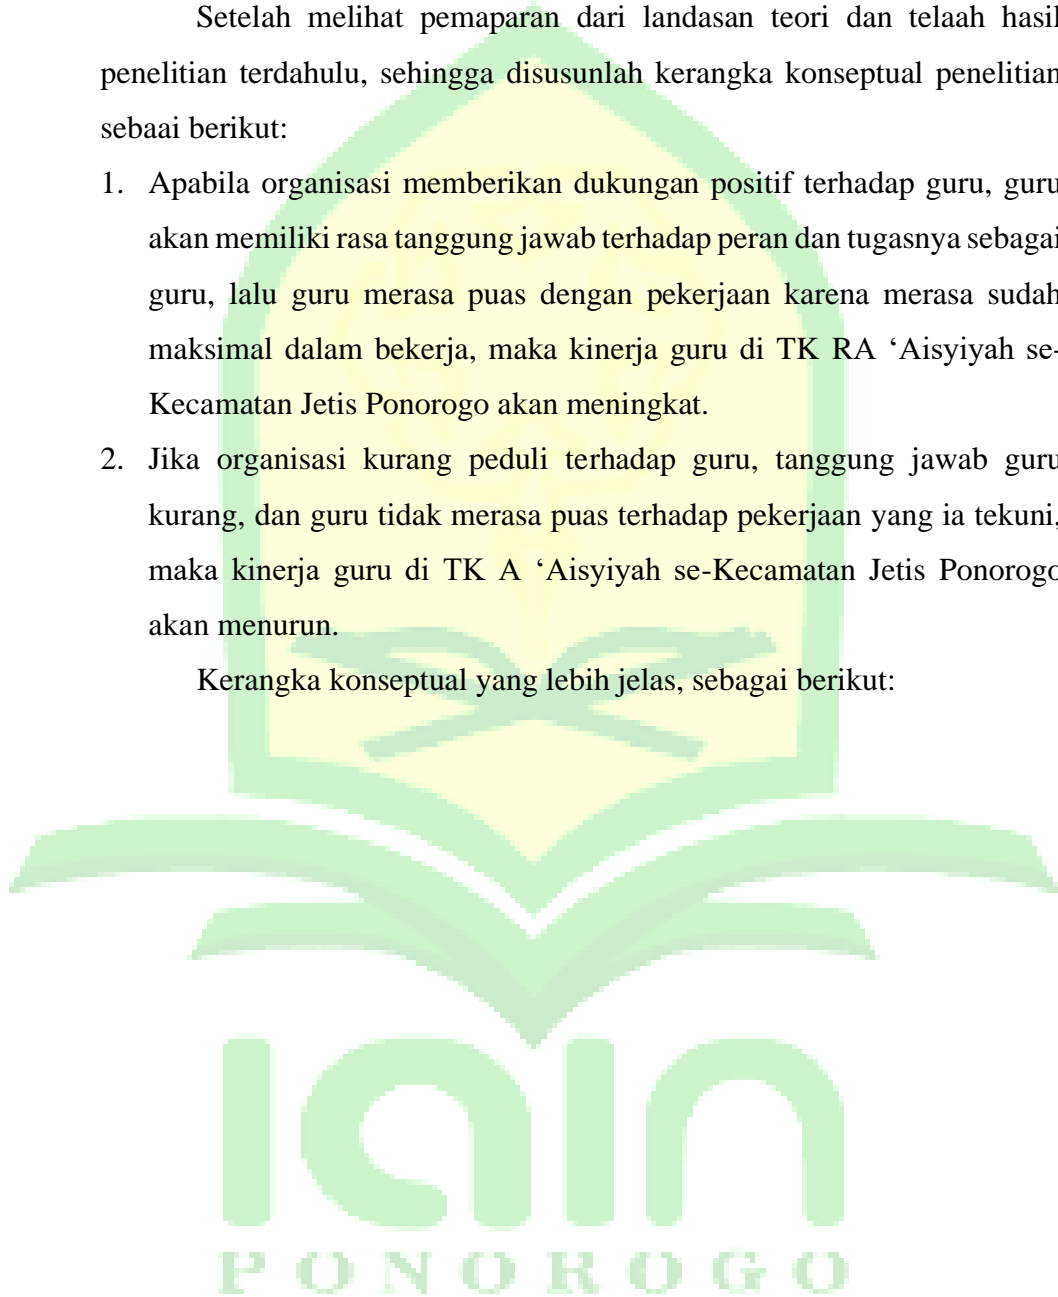 Setelah melihat pemaparan dari landasan teori dan telaah hasil
penelitian terdahulu, sehingga disusunlah kerangka konseptual penelitian
sebaai berikut:
1. Apabila organisasi memberikan dukungan positif terhadap guru, guru
akan memiliki rasa tanggung jawab terhadap peran dan tugasnya sebagai
guru, lalu guru merasa puas dengan pekerjaan karena merasa sudah
maksimal dalam bekerja, maka kinerja guru di TK RA ‘Aisyiyah se-
Kecamatan Jetis Ponorogo akan meningkat.
2. Jika organisasi kurang peduli terhadap guru, tanggung jawab guru
kurang, dan guru tidak merasa puas terhadap pekerjaan yang ia tekuni,
maka kinerja guru di TK A ‘Aisyiyah se-Kecamatan Jetis Ponorogo
akan menurun.
Kerangka konseptual yang lebih jelas, sebagai berikut:
iain
PONOROGO